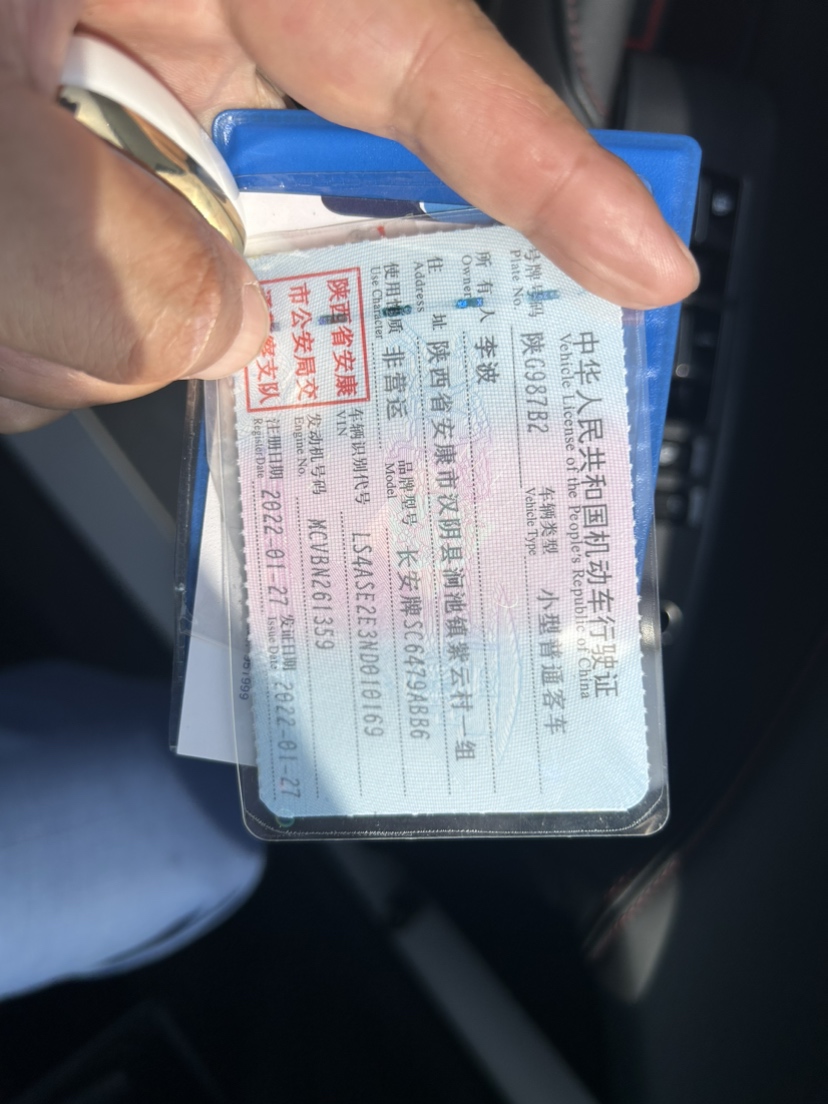 中华人民共和国机动车行驶证
Vehicle License of the People's Republic of China
号牌号码 陕G987B2 车辆类型 小型普通客车
Plate No. Vehicle Type
所有人 李波
Owner
住址 陕西省安康市汉阴县涧池镇紫云村一组
Address
使用性质 非营运 品牌型号 长安牌SC6479ABB6
Use Character Model
陕西省安康
市公安局交
支队
车辆识别代号 LS4ASE2E3ND010169
VIN
发动机号码 MCVBN261359
Engine No.
注册日期 2022-01-27 发证日期 2022-01-27
Register Date Issue Date